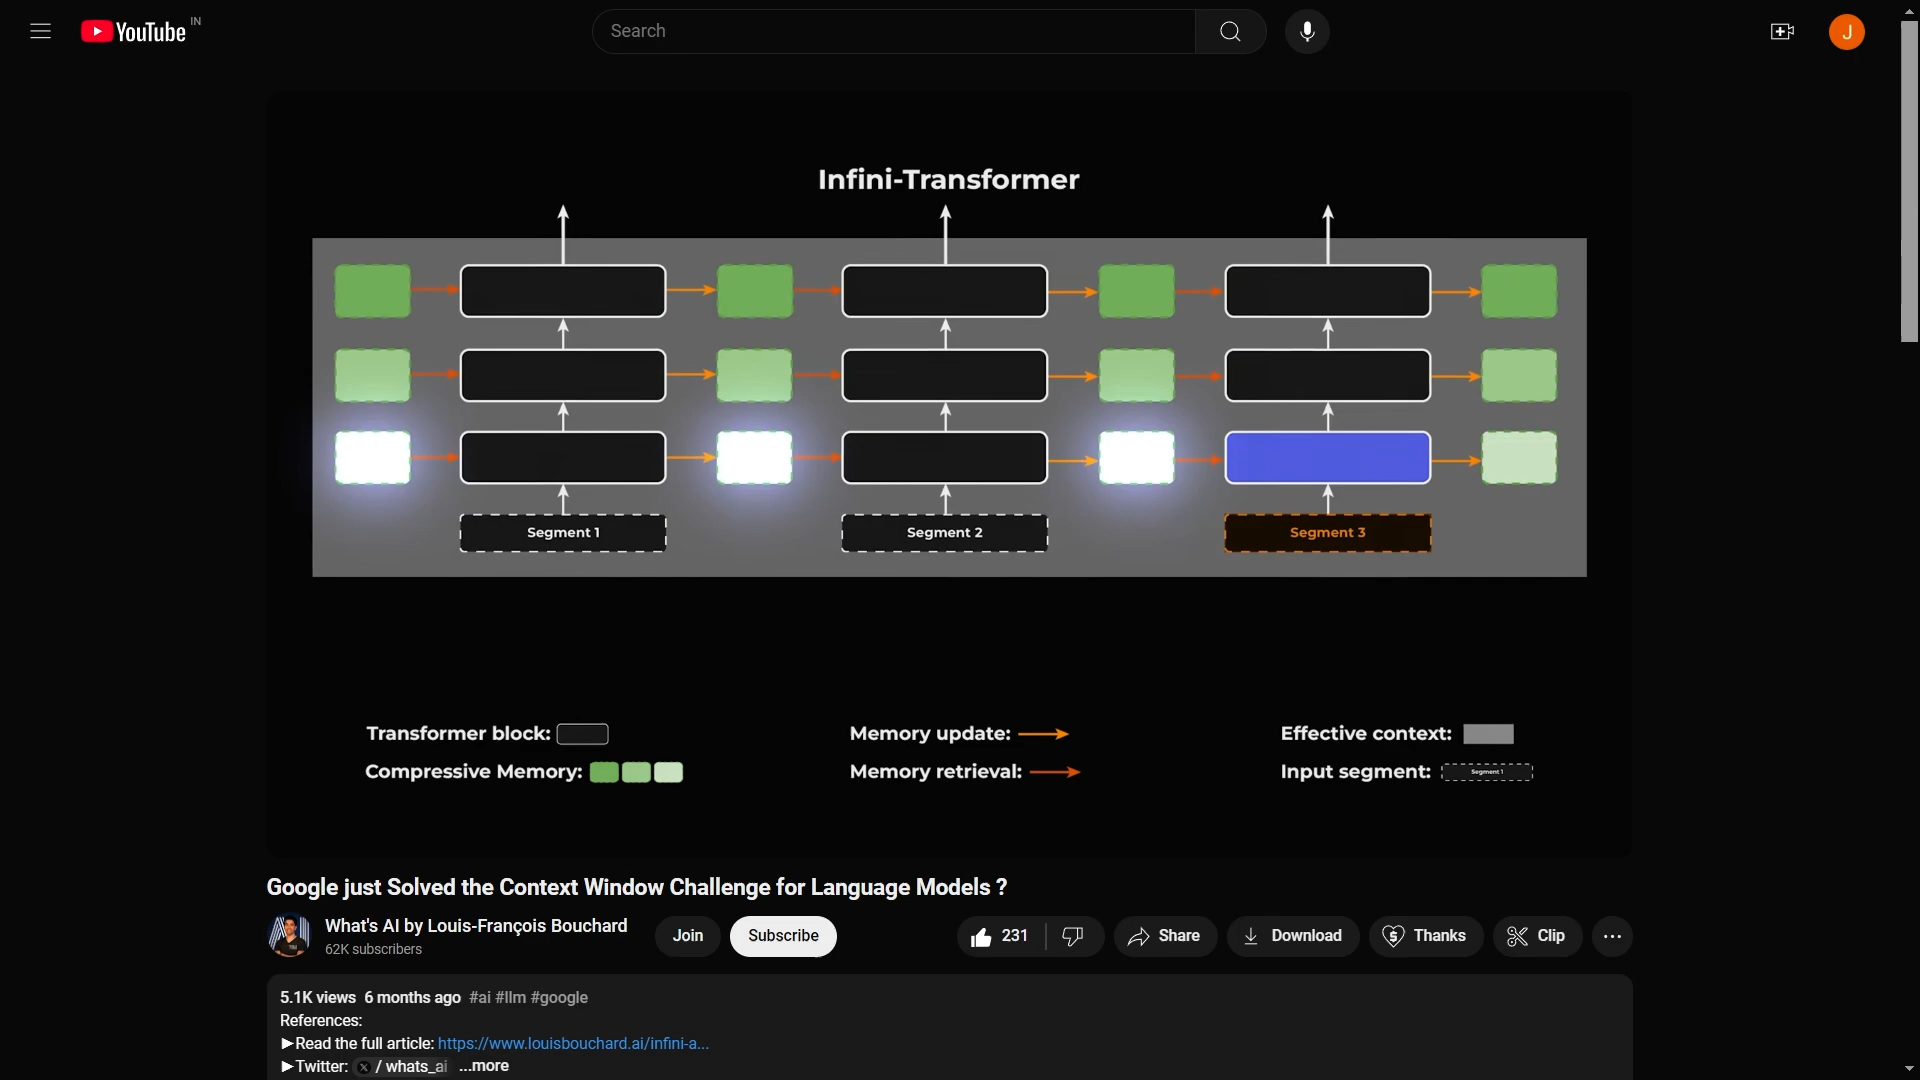 YouTube IN
Search
J
Infini-Transformer
Segment 1
Segment 2
Segment 3
Transformer block:
Memory update:
Effective context:
Compressive Memory:
Memory retrieval:
Input segment: Segment 1
Google just Solved the Context Window Challenge for Language Models ?
What's AI by Louis-François Bouchard
62K subscribers
Join
Subscribe
231
Share
Download
Thanks
Clip
5.1K views 6 months ago #ai #llm #google
References:
►Read the full article: https://www.louisbouchard.ai/infini-a...
►Twitter: X / whats_ai ...more